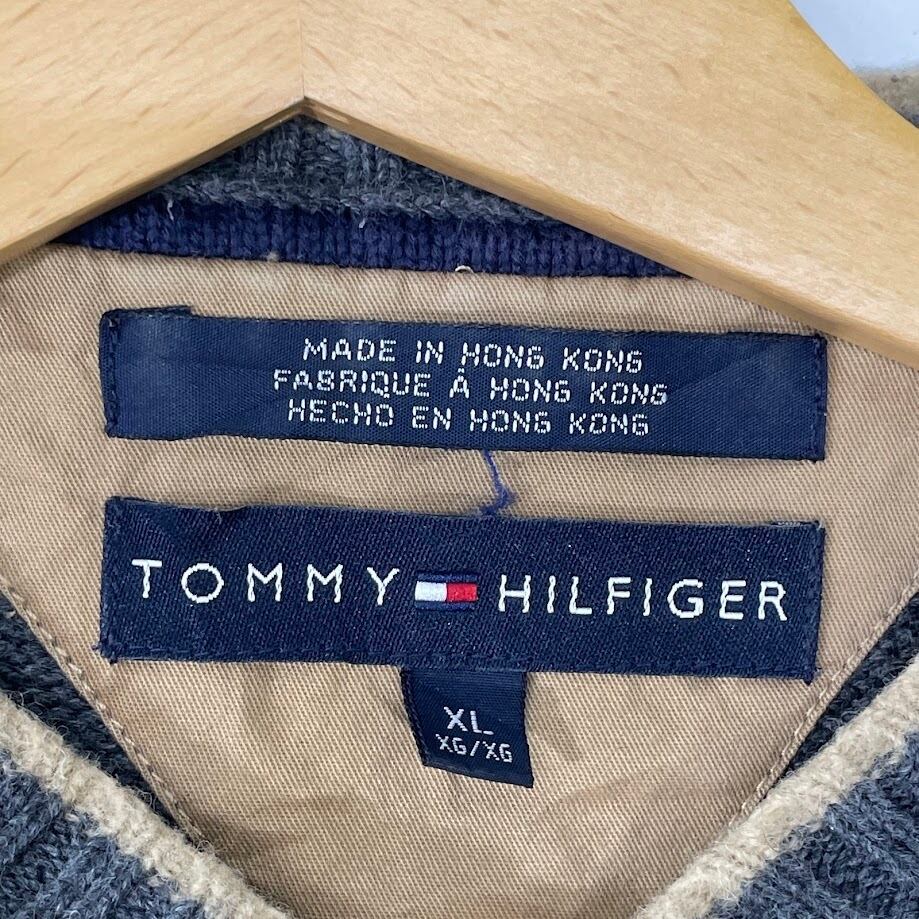 MADE IN HONG KONG
FABRIQUE À HONG KONG
HECHO EN HONG KONG
TOMMY HILFIGER
XL
XG/XG